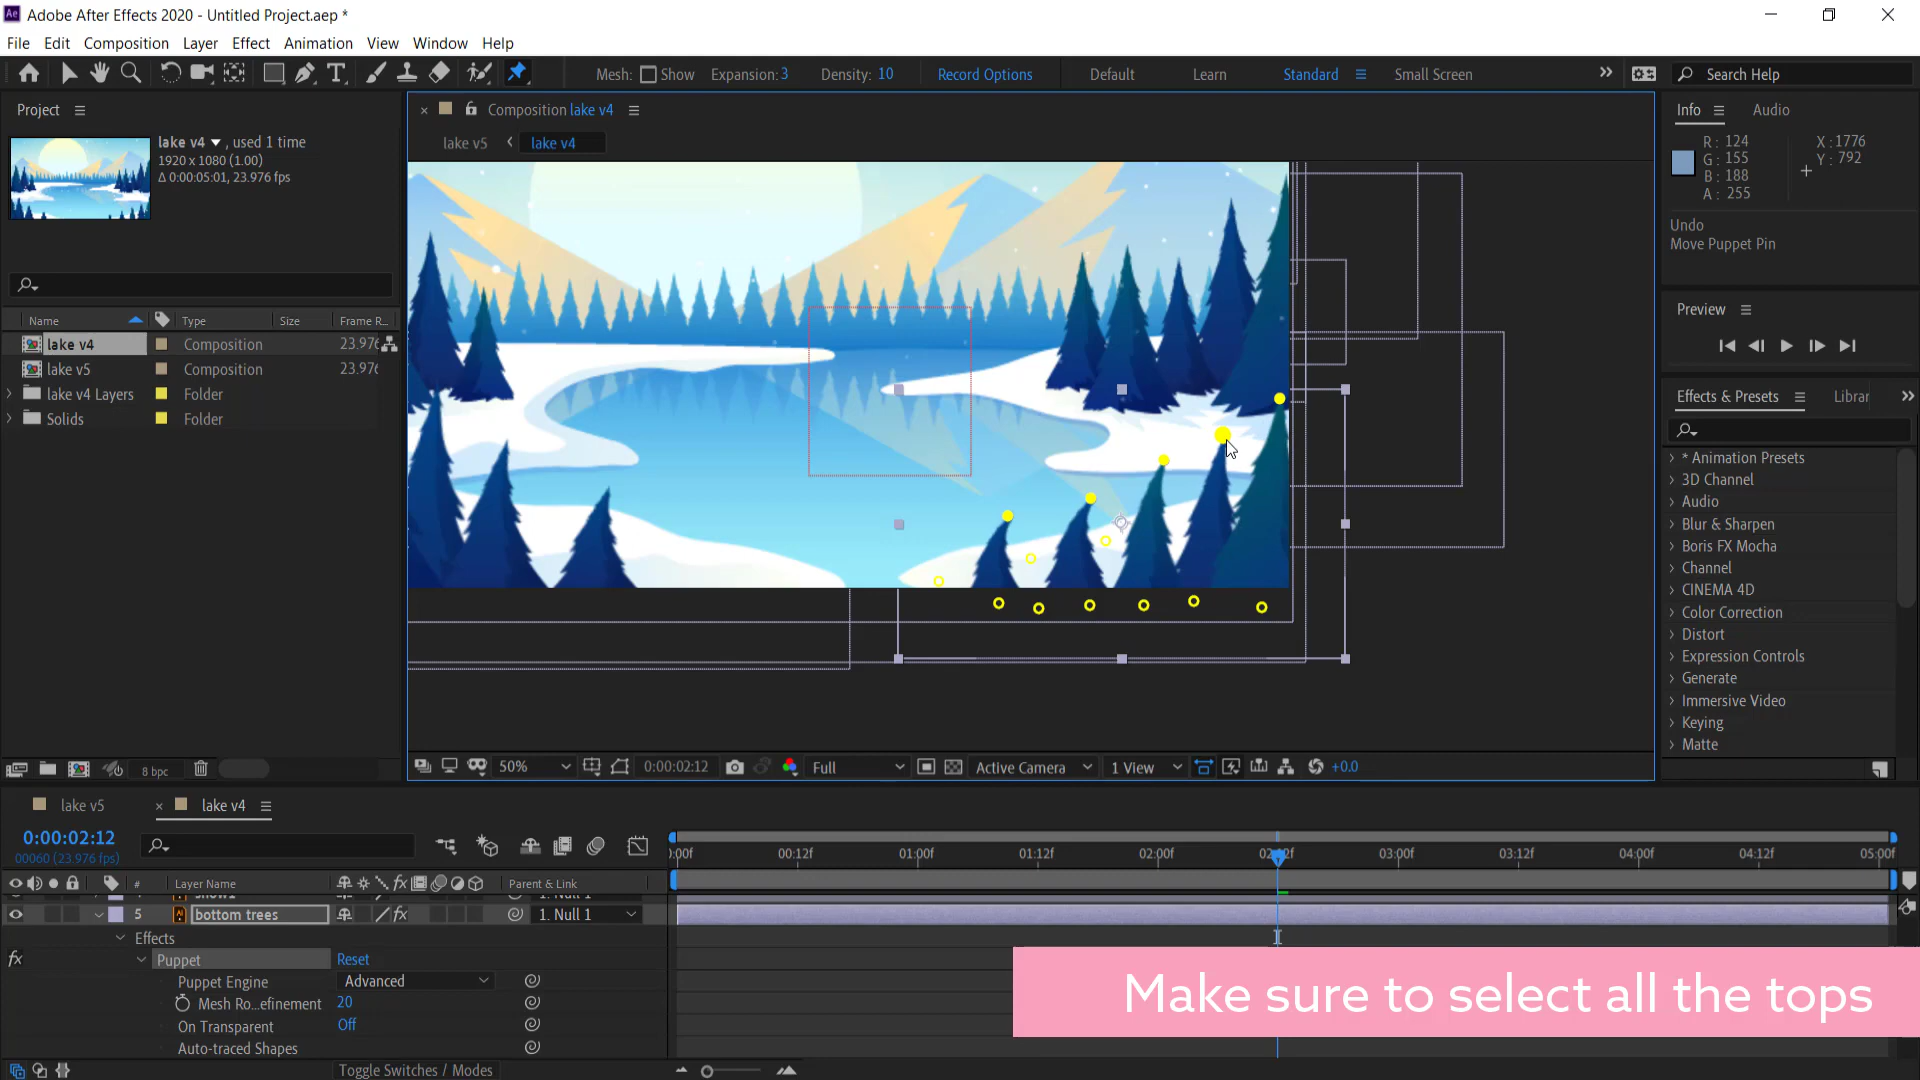 Adobe After Effects 2020 - Untitled Project.aep *
File Edit Composition Layer Effect Animation View Window Help
Mesh: Show Expansion: 3 Density: 10 Record Options Default Learn Standard Small Screen Search Help
Project
Composition lake v4
Info Audio
lake v5 lake v4
lake v4 , used 1 time
1920 x 1080 (1.00)
Δ 0:00:05:01, 23.976 fps
R: 124
G: 155
B: 188
A: 255
X: 1776
Y: 792
Undo
Move Puppet Pin
Preview
Name Type Size Frame R...
lake v4 Composition 23.976
lake v5 Composition 23.976
lake v4 Layers Folder
Solids Folder
Effects & Presets Librar
* Animation Presets
3D Channel
Audio
Blur & Sharpen
Boris FX Mocha
Channel
CINEMA 4D
Color Correction
Distort
Expression Controls
Generate
Immersive Video
Keying
Matte
8 bpc
50% 0:00:02:12 Full Active Camera 1 View +0.0
lake v5 lake v4
0:00:02:12
00060 (23.976 fps)
:00f 00:12f 01:00f 01:12f 02:00f 02:12f 03:00f 03:12f 04:00f 04:12f 05:00f
# Layer Name Parent & Link
5 bottom trees 1. Null 1
Effects
Puppet Reset
Puppet Engine Advanced
Mesh Ro...efinement 20
On Transparent Off
Auto-traced Shapes
Toggle Switches / Modes
Make sure to select all the tops